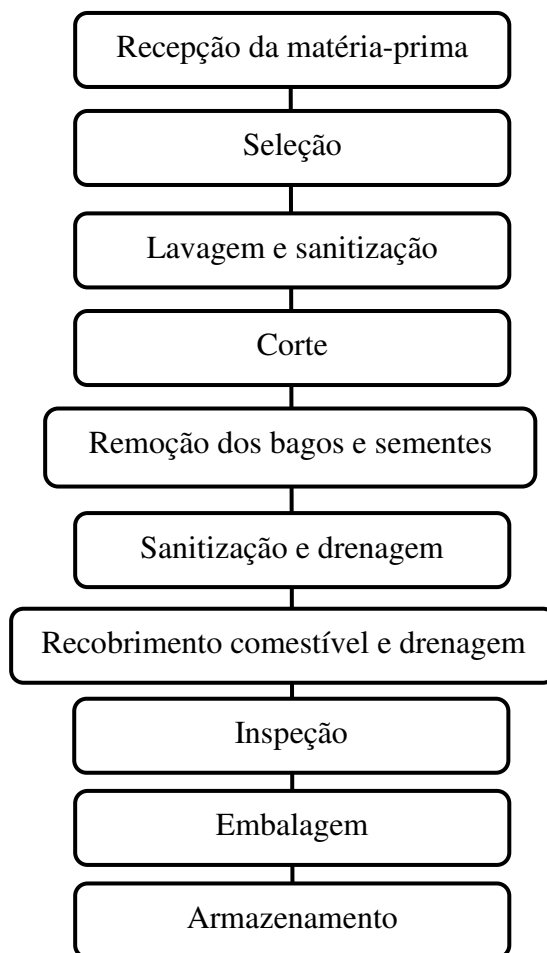 Recepção da matéria-prima
Seleção
Lavagem e sanitização
Corte
Remoção dos bagos e sementes
Sanitização e drenagem
Recobrimento comestível e drenagem
Inspeção
Embalagem
Armazenamento